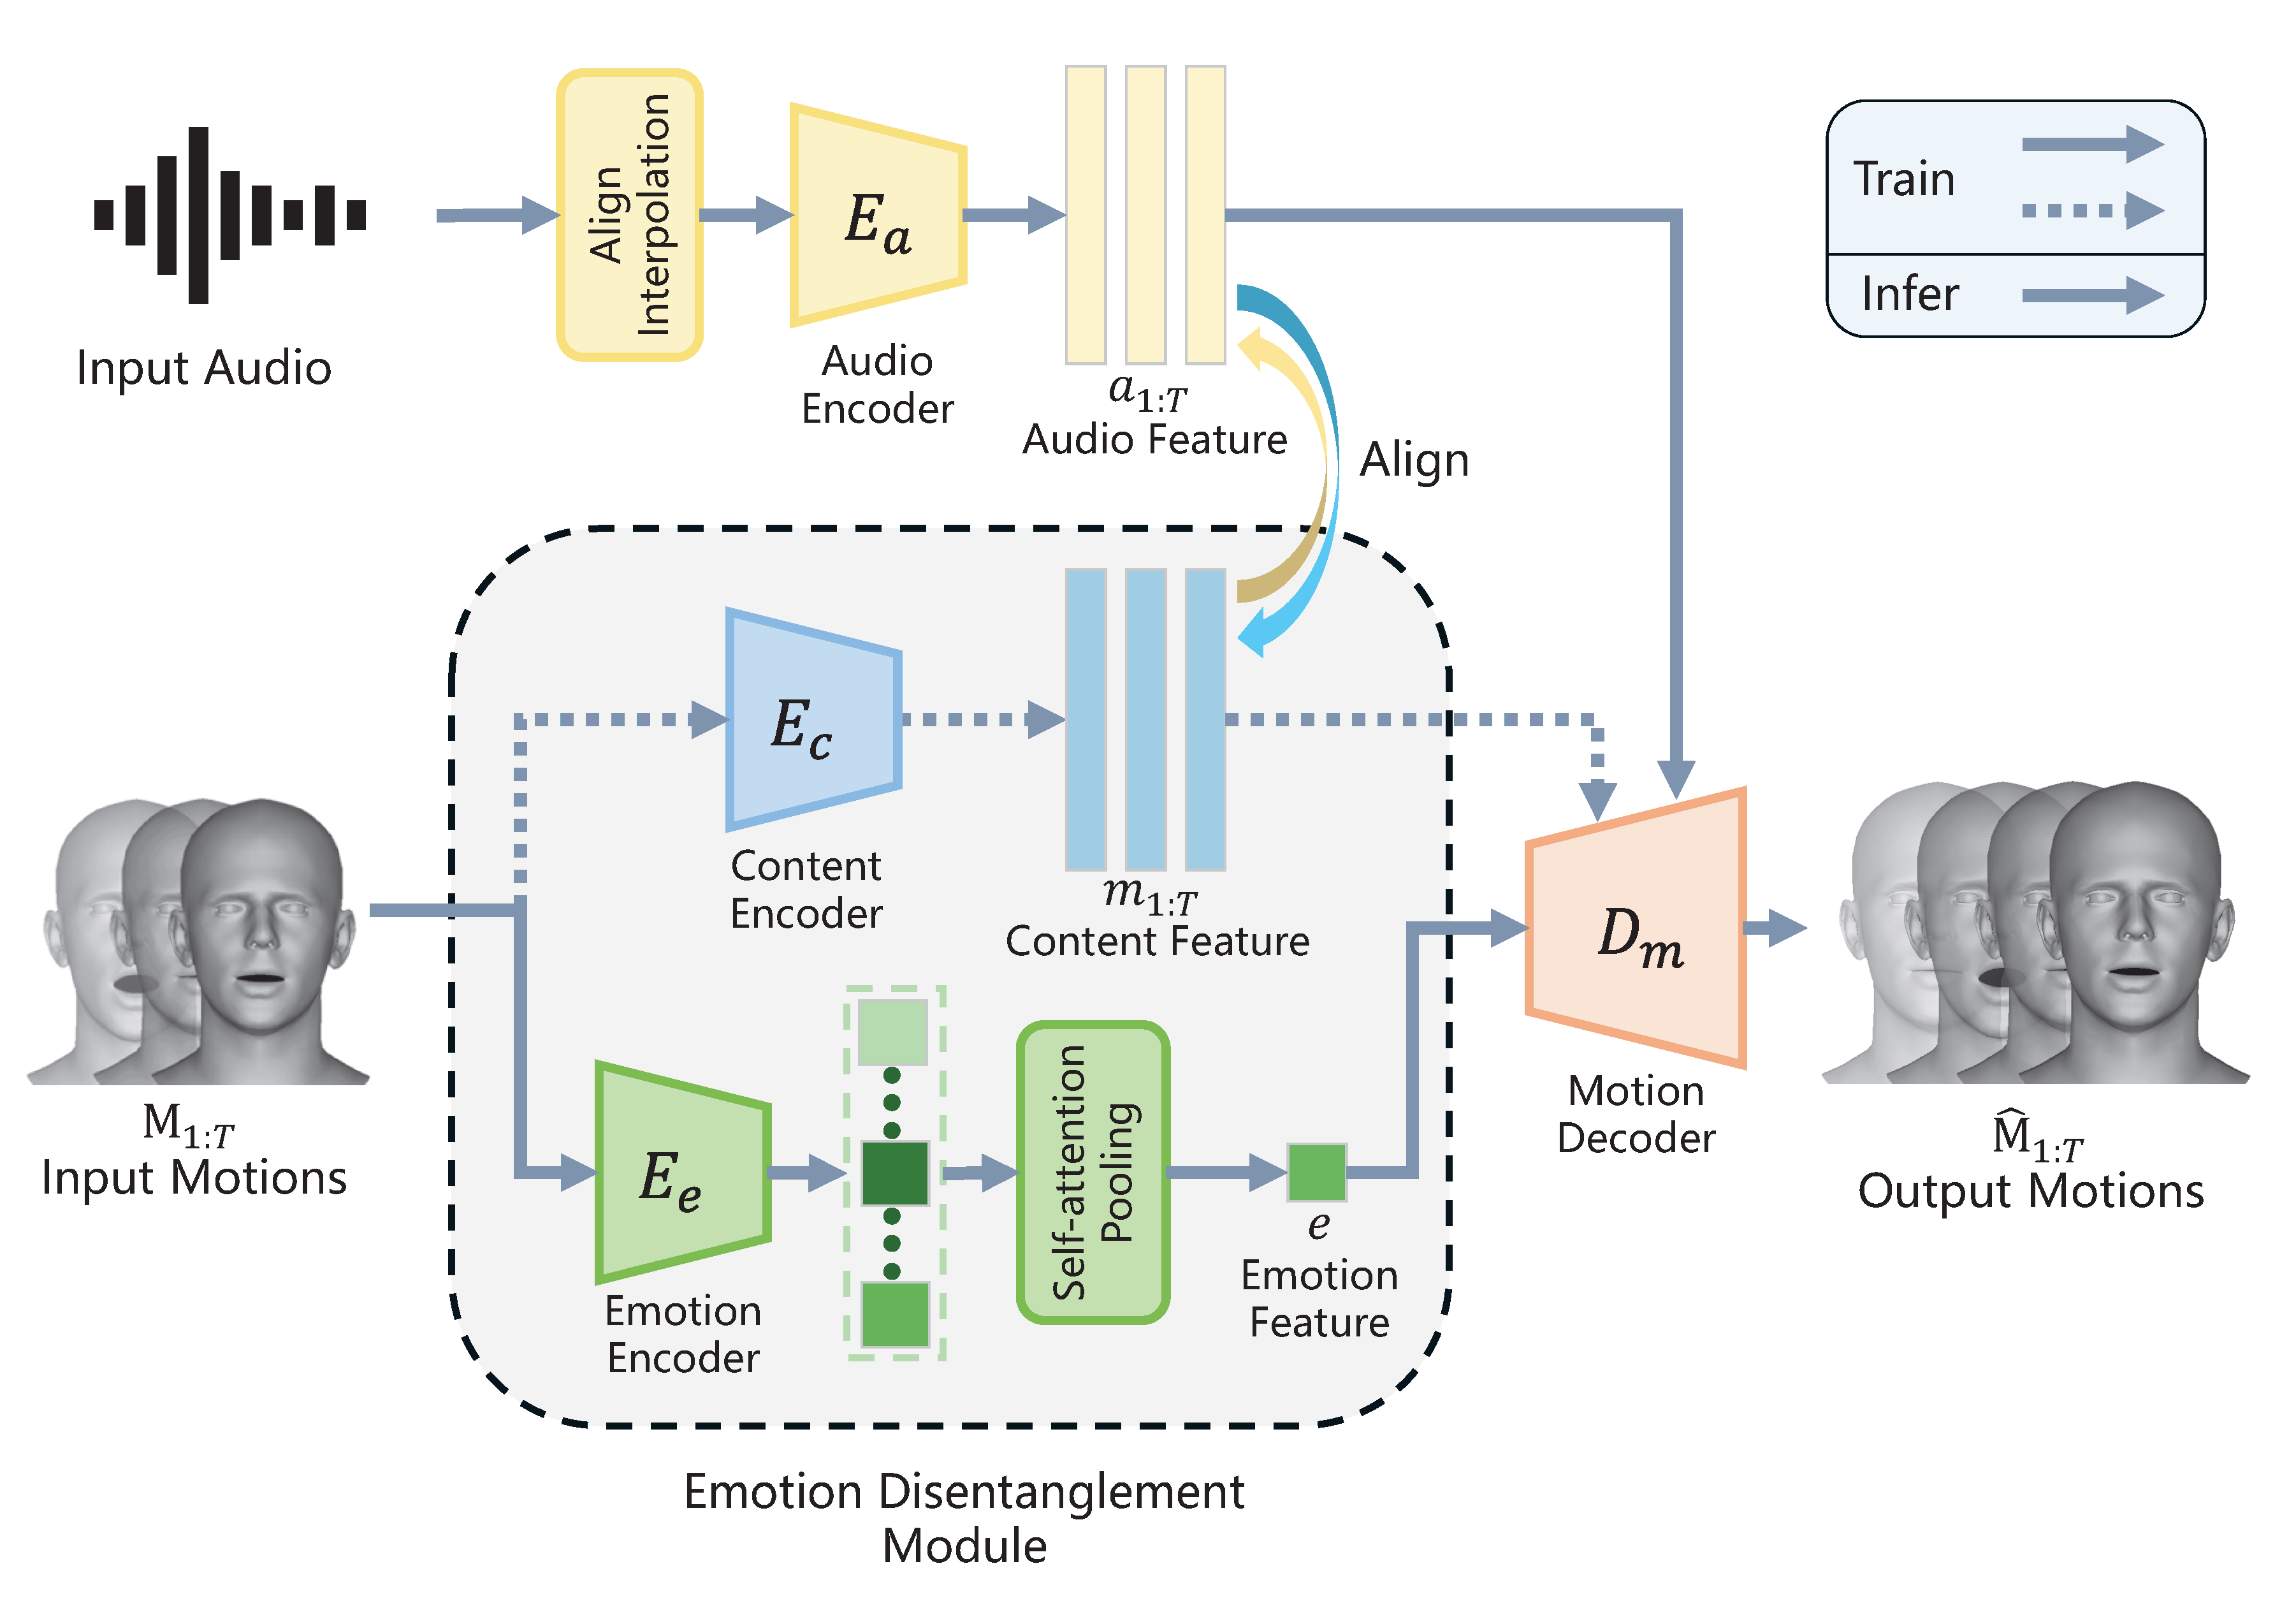 Input Audio
Align
Interpolation
E_a
Audio
Encoder
a_{1:T}
Audio Feature
Align
Train
Infer
E_c
Content
Encoder
m_{1:T}
Content Feature
M_{1:T}
Input Motions
E_e
Emotion
Encoder
Self-attention
Pooling
e
Emotion
Feature
D_m
Motion
Decoder
M̂_{1:T}
Output Motions
Emotion Disentanglement
Module